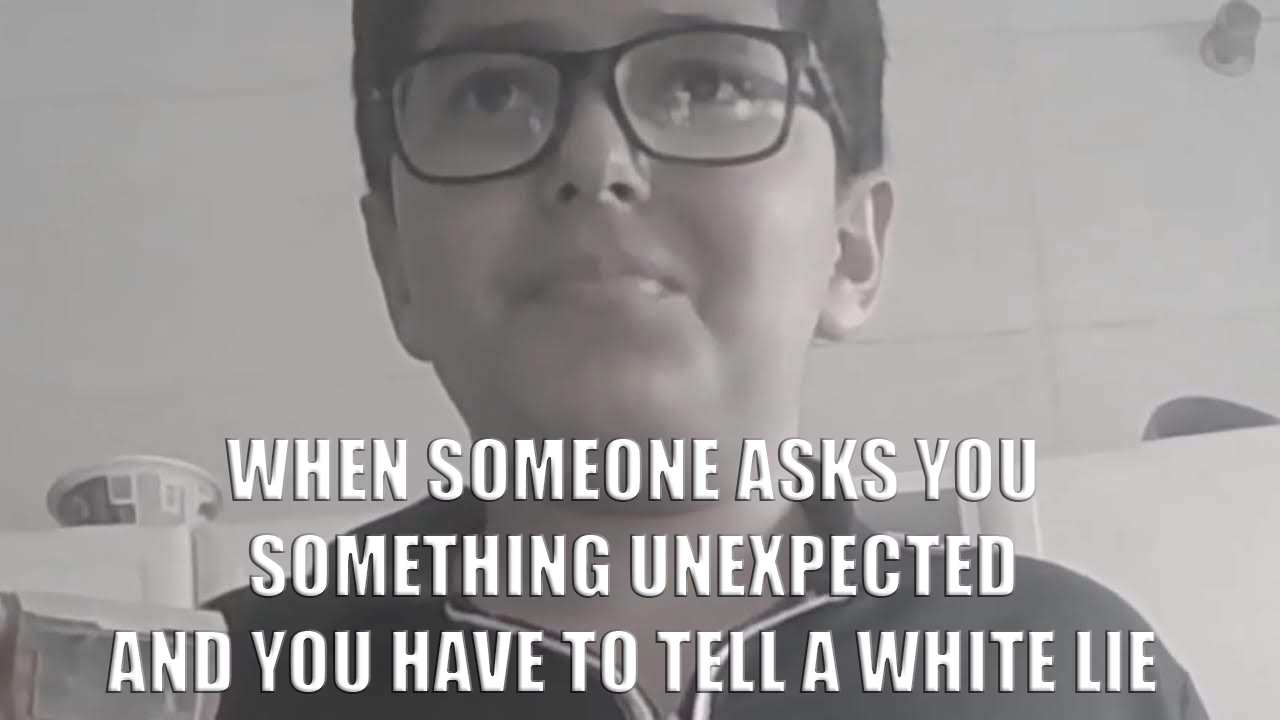 WHEN SOMEONE ASKS YOU
SOMETHING UNEXPECTED
AND YOU HAVE TO TELL A WHITE LIE